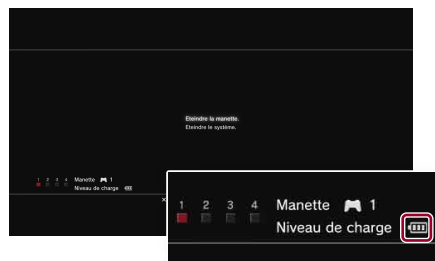 Eteindre la manette.
Eteindre le système.
1 2 3 4 Manette 1
Niveau de charge
1 2 3 4 Manette 1
Niveau de charge